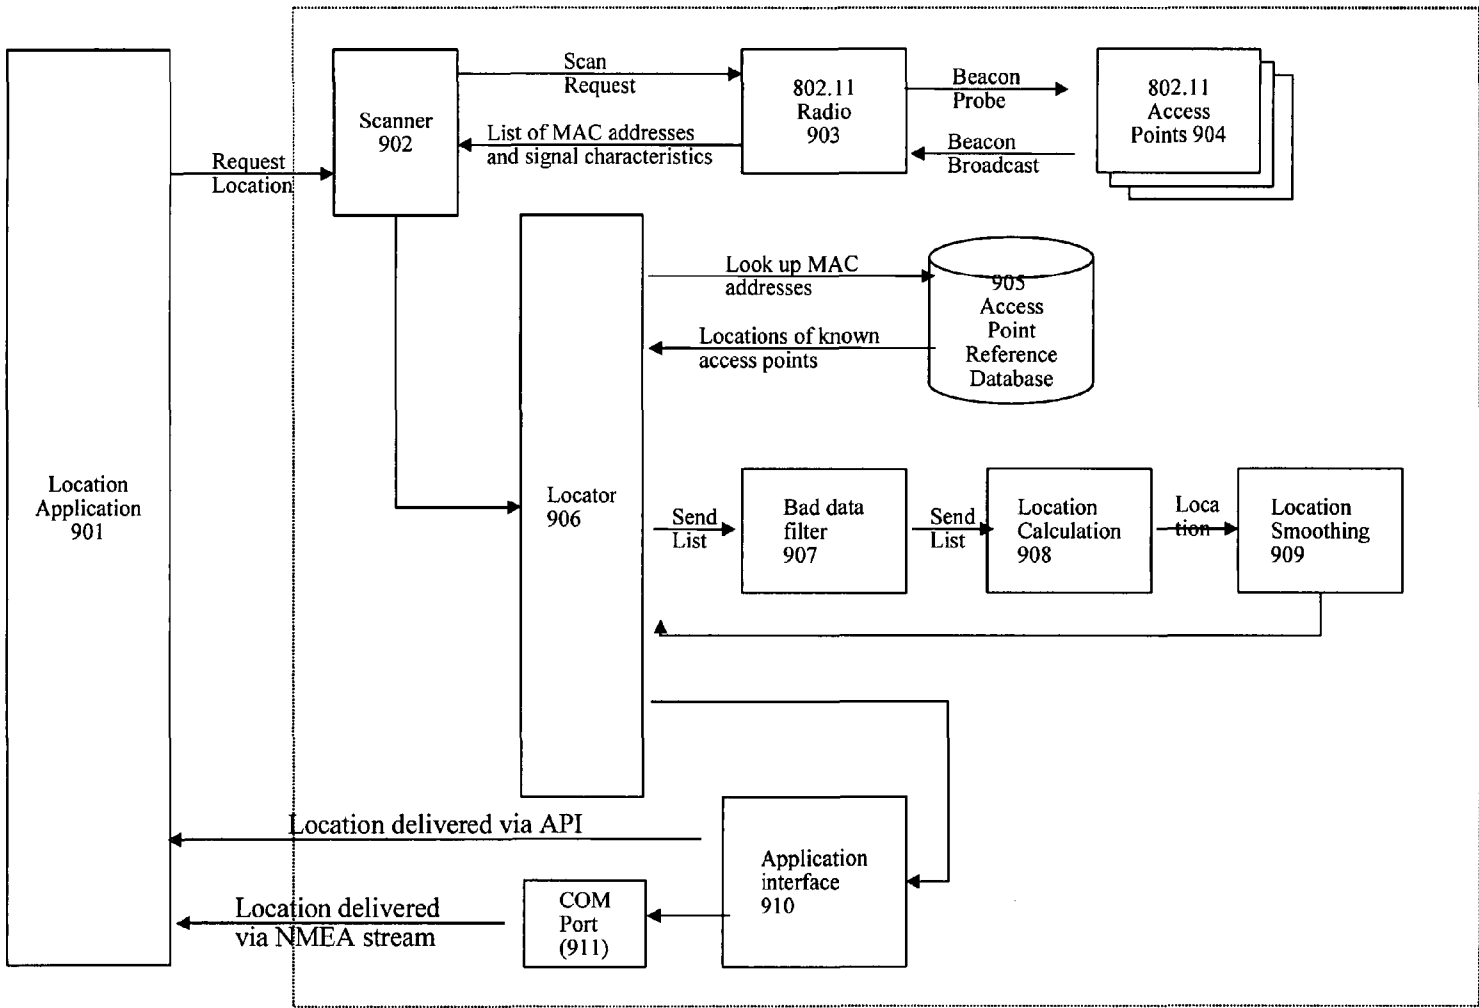 Scan
Request
Beacon
Probe
802.11
Radio
903
802.11
Access
Points 904
Scanner
902
List of MAC addresses
and signal characteristics
Beacon
Broadcast
Request
Location
Look up MAC
addresses
905
Access
Point
Reference
Database
Locations of known
access points
Location
Application
901
Locator
906
Send
List
Bad data
filter
907
Send
List
Location
Calculation
908
Loca
tion
Location
Smoothing
909
Location delivered via API
Application
interface
910
COM
Port
(911)
Location delivered
via NMEA stream